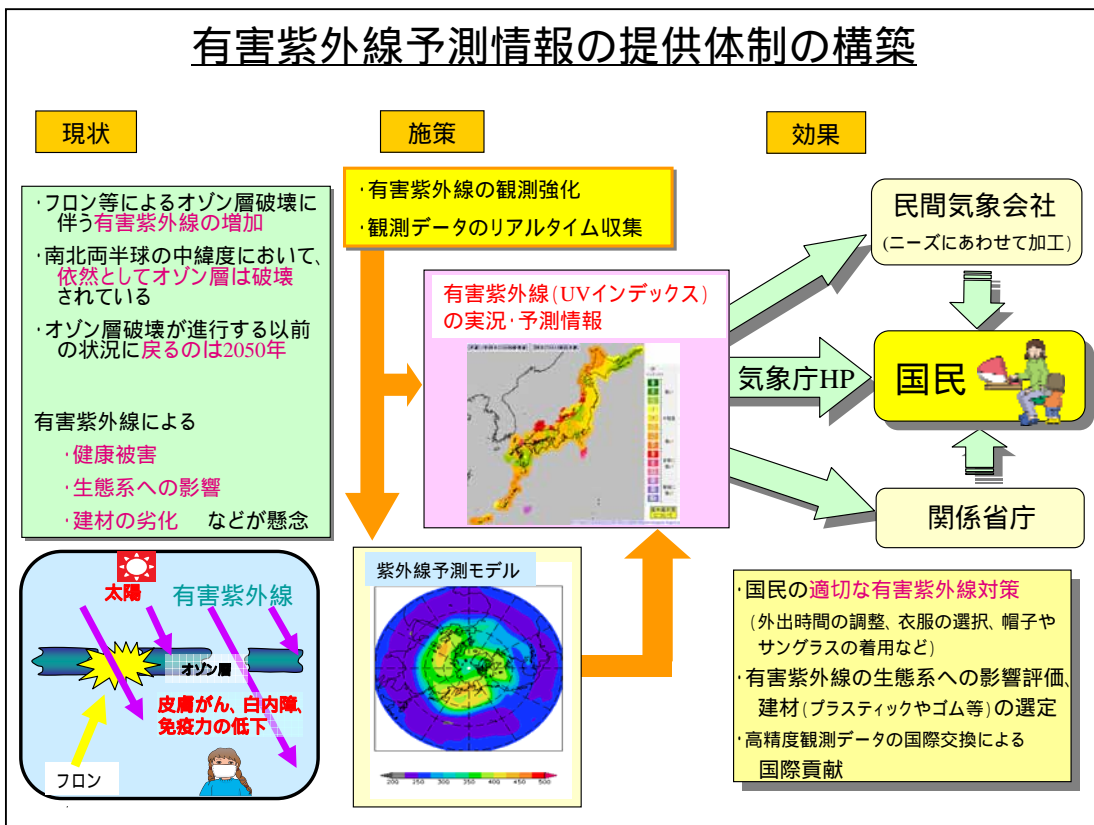 有害紫外線予測情報の提供体制の構築
現状
・フロン等によるオゾン層破壊に
伴う有害紫外線の増加
・南北両半球の中緯度において、
依然としてオゾン層は破壊
されている
・オゾン層破壊が進行する以前
の状況に戻るのは2050年
有害紫外線による
・健康被害
・生態系への影響
・建材の劣化 などが懸念
太陽
有害紫外線
オゾン層
皮膚がん、白内障、
免疫力の低下
フロン
施策
・有害紫外線の観測強化
・観測データのリアルタイム収集
有害紫外線(UVインデックス)
の実況・予測情報
紫外線予測モデル
200 250 300 350 400 450 500
効果
民間気象会社
(ニーズにあわせて加工)
気象庁HP
国民
関係省庁
・国民の適切な有害紫外線対策
(外出時間の調整、衣服の選択、帽子や
サングラスの着用など)
・有害紫外線の生態系への影響評価、
建材(プラスティックやゴム等)の選定
・高精度観測データの国際交換による
国際貢献